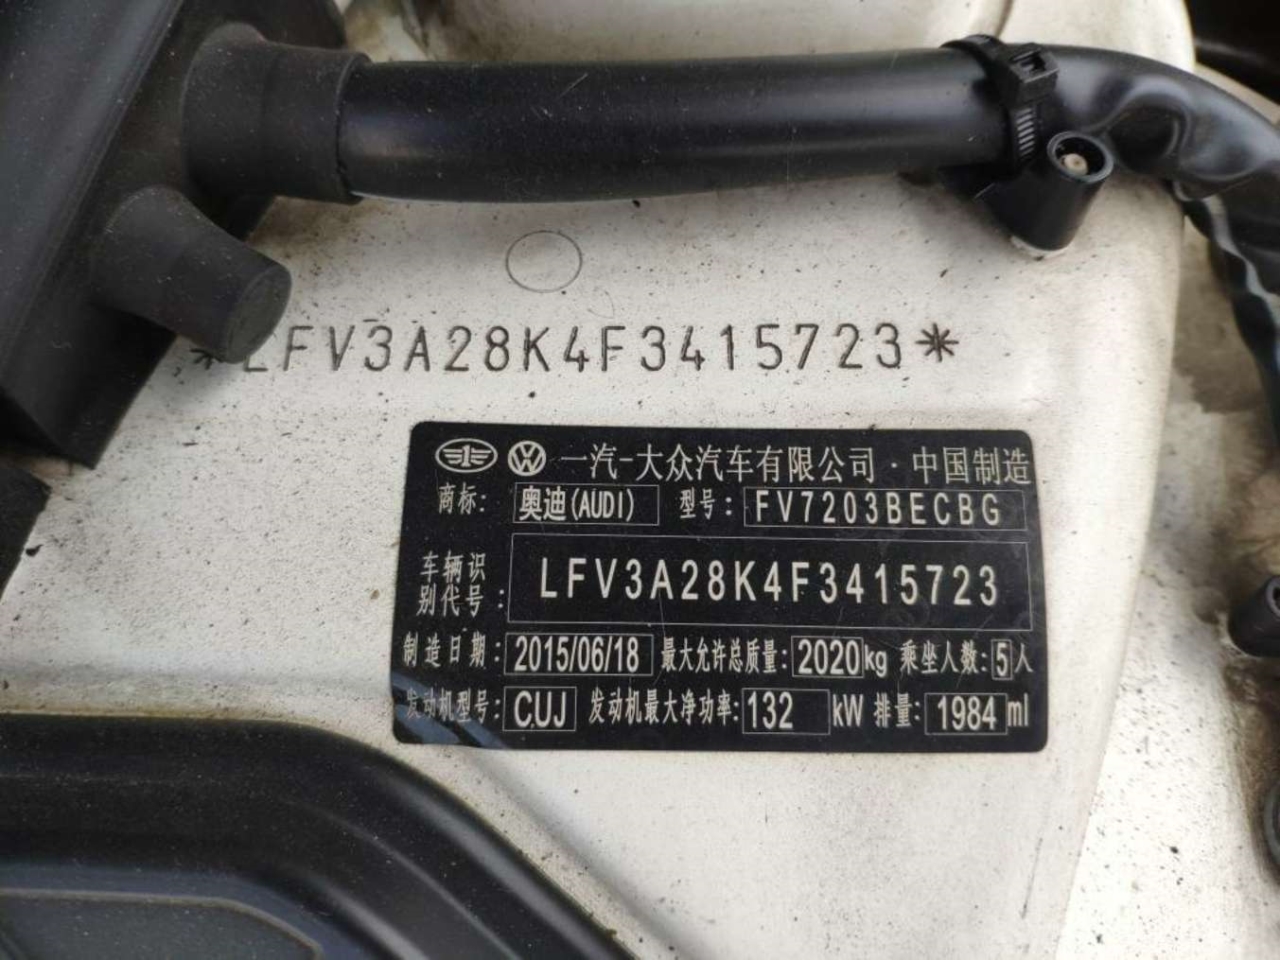 *LFV3A28K4F3415723*
一汽-大众汽车有限公司·中国制造
商标: 奥迪(AUDI) 型号: FV7203BECBG
车辆识别代号: LFV3A28K4F3415723
制造日期: 2015/06/18 最大允许总质量: 2020kg 乘坐人数: 5人
发动机型号: CUJ 发动机最大净功率: 132 kW 排量: 1984 ml